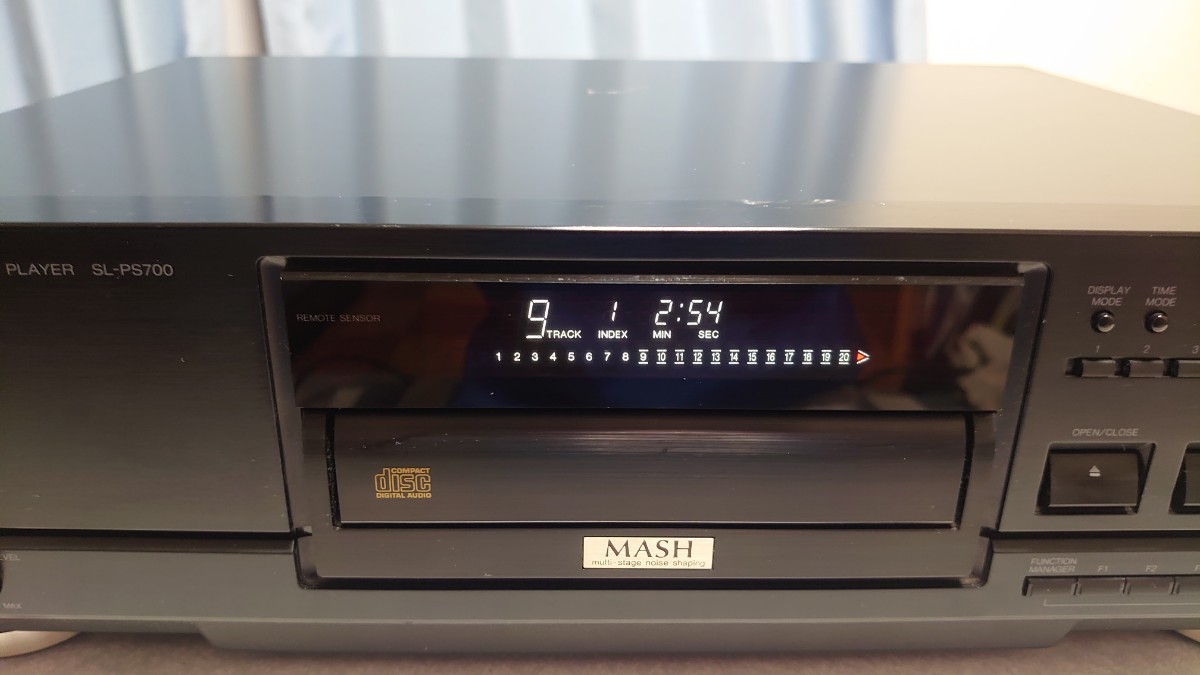 PLAYER SL-PS700
REMOTE SENSOR
9 TRACK 1 INDEX 2:54 MIN SEC
1 2 3 4 5 6 7 8 9 10 11 12 13 14 15 16 17 18 19 20
DISPLAY MODE
TIME MODE
1 2 3
OPEN/CLOSE
COMPACT
disc
DIGITAL AUDIO
MASH
multi-stage noise shaping
FUNCTION MANAGER F1 F2
MAX